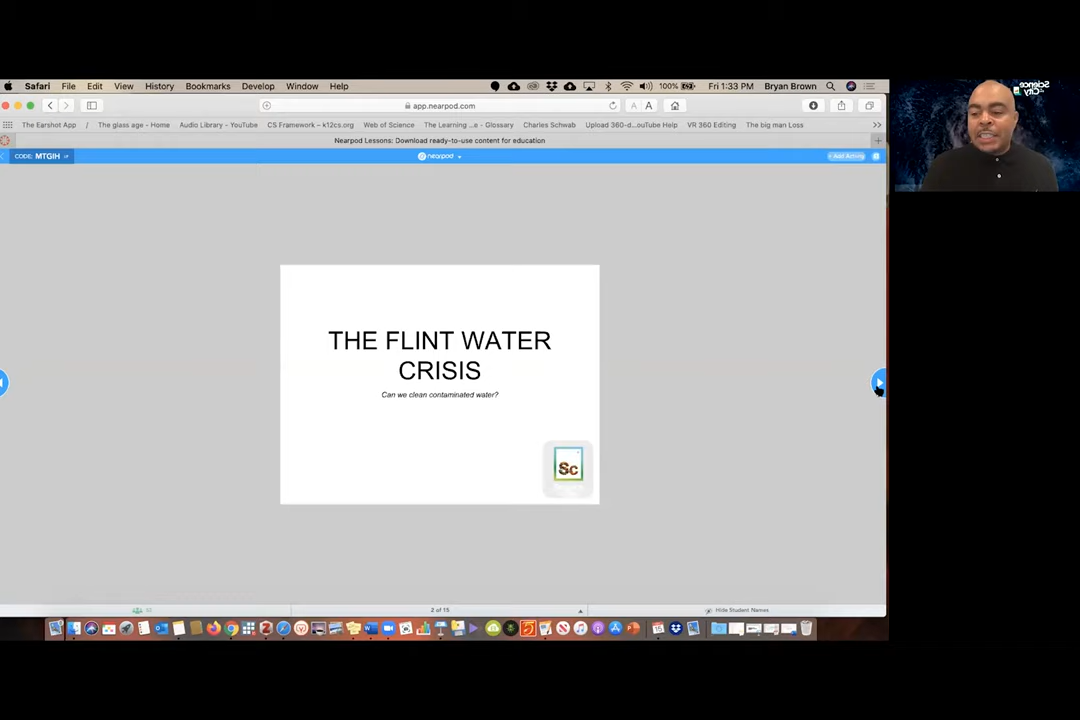 Safari File Edit View History Bookmarks Develop Window Help 100% Fri 1:33 PM Bryan Brown
app.nearpod.com A A
The Earshot App / The glass age - Home Audio Library - YouTube CS Framework – k12cs.org Web of Science The Learning ...e - Glossary Charles Schwab Upload 360-d...ouTube Help VR 360 Editing The big man Loss
Nearpod Lessons: Download ready-to-use content for education
CODE: MTGIH nearpod + Add Activity
THE FLINT WATER
CRISIS
Can we clean contaminated water?
Sc
2 of 15 Hide Student Names
Science
City